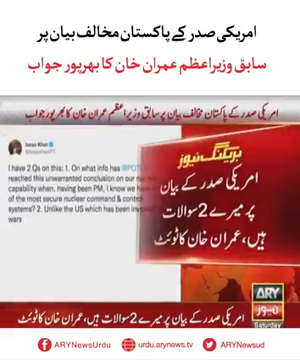 امریکی صدر کے پاکستان مخالف بیان پر
سابق وزیراعظم عمران خان کا بھرپور جواب
امریکی صدر کے پاکستان مخالف بیان پر سابق وزیراعظم عمران خان کا بھرپور جواب
Imran Khan
@ImranKhanPTI
I have 2 Qs on this: 1. On what info has @POT
reached this unwarranted conclusion on our nu
capability when, having been PM, I know we have
of the most secure nuclear command & control
systems? 2. Unlike the US which has been involved
wars
بریکنگ نیوز
امریکی صدر کے بیان
پر میرے 2 سوالات
ہیں، عمران خان کا ٹوئٹ
ARY
نیوز
Saturday
امریکی صدر کے بیان پر میرے 2 سوالات ہیں، عمران خان کا ٹوئٹ
ARYNewsUrdu
urdu.arynews.tv
ARYNewsud